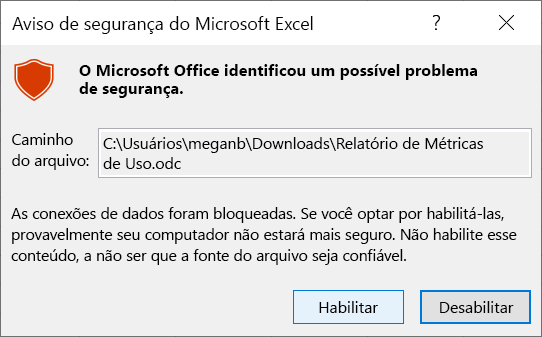 Aviso de segurança do Microsoft Excel
?
O Microsoft Office identificou um possível problema
de segurança.
Caminho
do arquivo:
C:\Usuários\meganb\Downloads\Relatório de Métricas
de Uso.odc
As conexões de dados foram bloqueadas. Se você optar por habilitá-las,
provavelmente seu computador não estará mais seguro. Não habilite esse
conteúdo, a não ser que a fonte do arquivo seja confiável.
Habilitar
Desabilitar